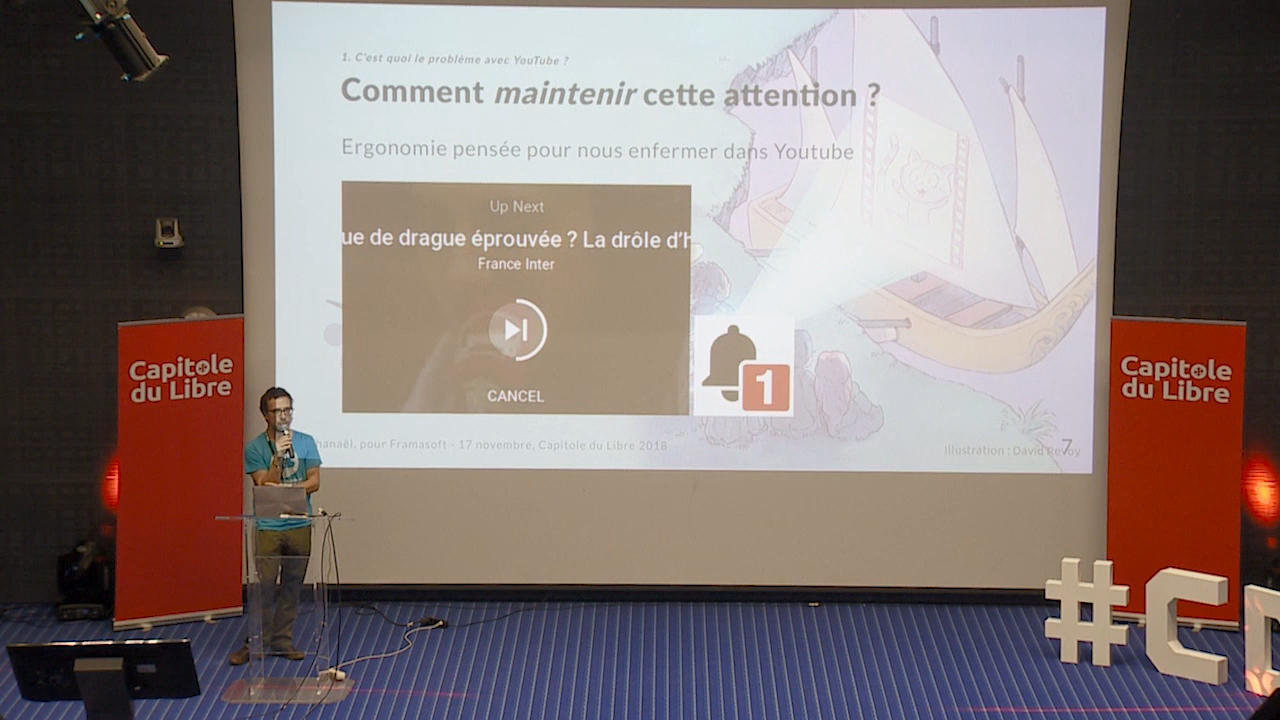 1. C'est quoi le problème avec YouTube ?
Comment maintenir cette attention ?
Ergonomie pensée pour nous enfermer dans Youtube
Up Next
ue de drague éprouvée ? La drôle d'h
France Inter
CANCEL
1
hanaël, pour Framasoft - 17 novembre, Capitole du Libre 2018
Illustration : David Revoy
7
Capitole
du Libre
Capitole
du Libre
#C